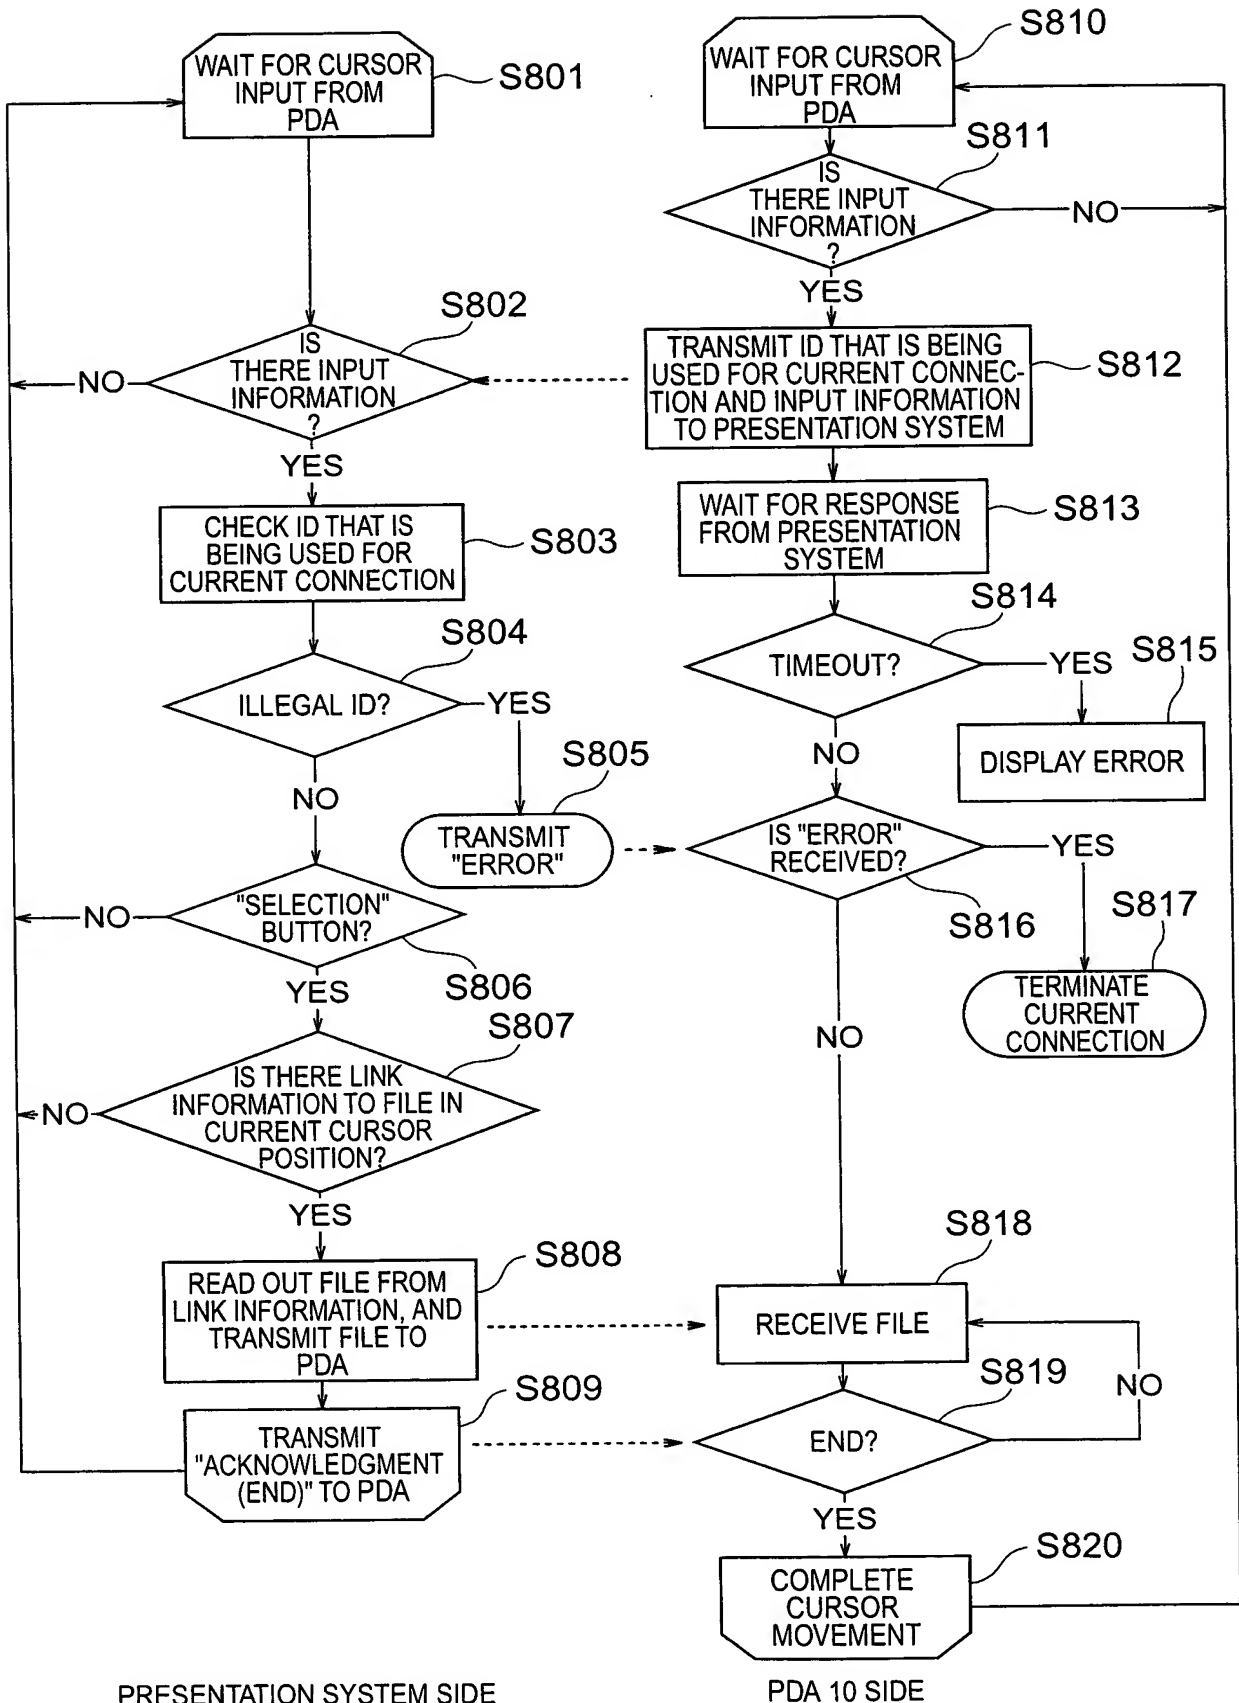 WAIT FOR CURSOR
INPUT FROM
PDA
S801
IS
THERE INPUT
INFORMATION
?
S802
NO
YES
CHECK ID THAT IS
BEING USED FOR
CURRENT CONNECTION
S803
ILLEGAL ID?
S804
YES
NO
TRANSMIT
"ERROR"
S805
"SELECTION"
BUTTON?
S806
NO
YES
IS THERE LINK
INFORMATION TO FILE IN
CURRENT CURSOR
POSITION?
S807
NO
YES
READ OUT FILE FROM
LINK INFORMATION, AND
TRANSMIT FILE TO
PDA
S808
TRANSMIT
"ACKNOWLEDGMENT
(END)" TO PDA
S809
PRESENTATION SYSTEM SIDE
WAIT FOR CURSOR
INPUT FROM
PDA
S810
IS
THERE INPUT
INFORMATION
?
S811
NO
YES
TRANSMIT ID THAT IS BEING
USED FOR CURRENT CONNEC-
TION AND INPUT INFORMATION
TO PRESENTATION SYSTEM
S812
WAIT FOR RESPONSE
FROM PRESENTATION
SYSTEM
S813
TIMEOUT?
S814
YES
NO
DISPLAY ERROR
S815
IS "ERROR"
RECEIVED?
S816
YES
NO
TERMINATE
CURRENT
CONNECTION
S817
RECEIVE FILE
S818
END?
S819
NO
YES
COMPLETE
CURSOR
MOVEMENT
S820
PDA 10 SIDE